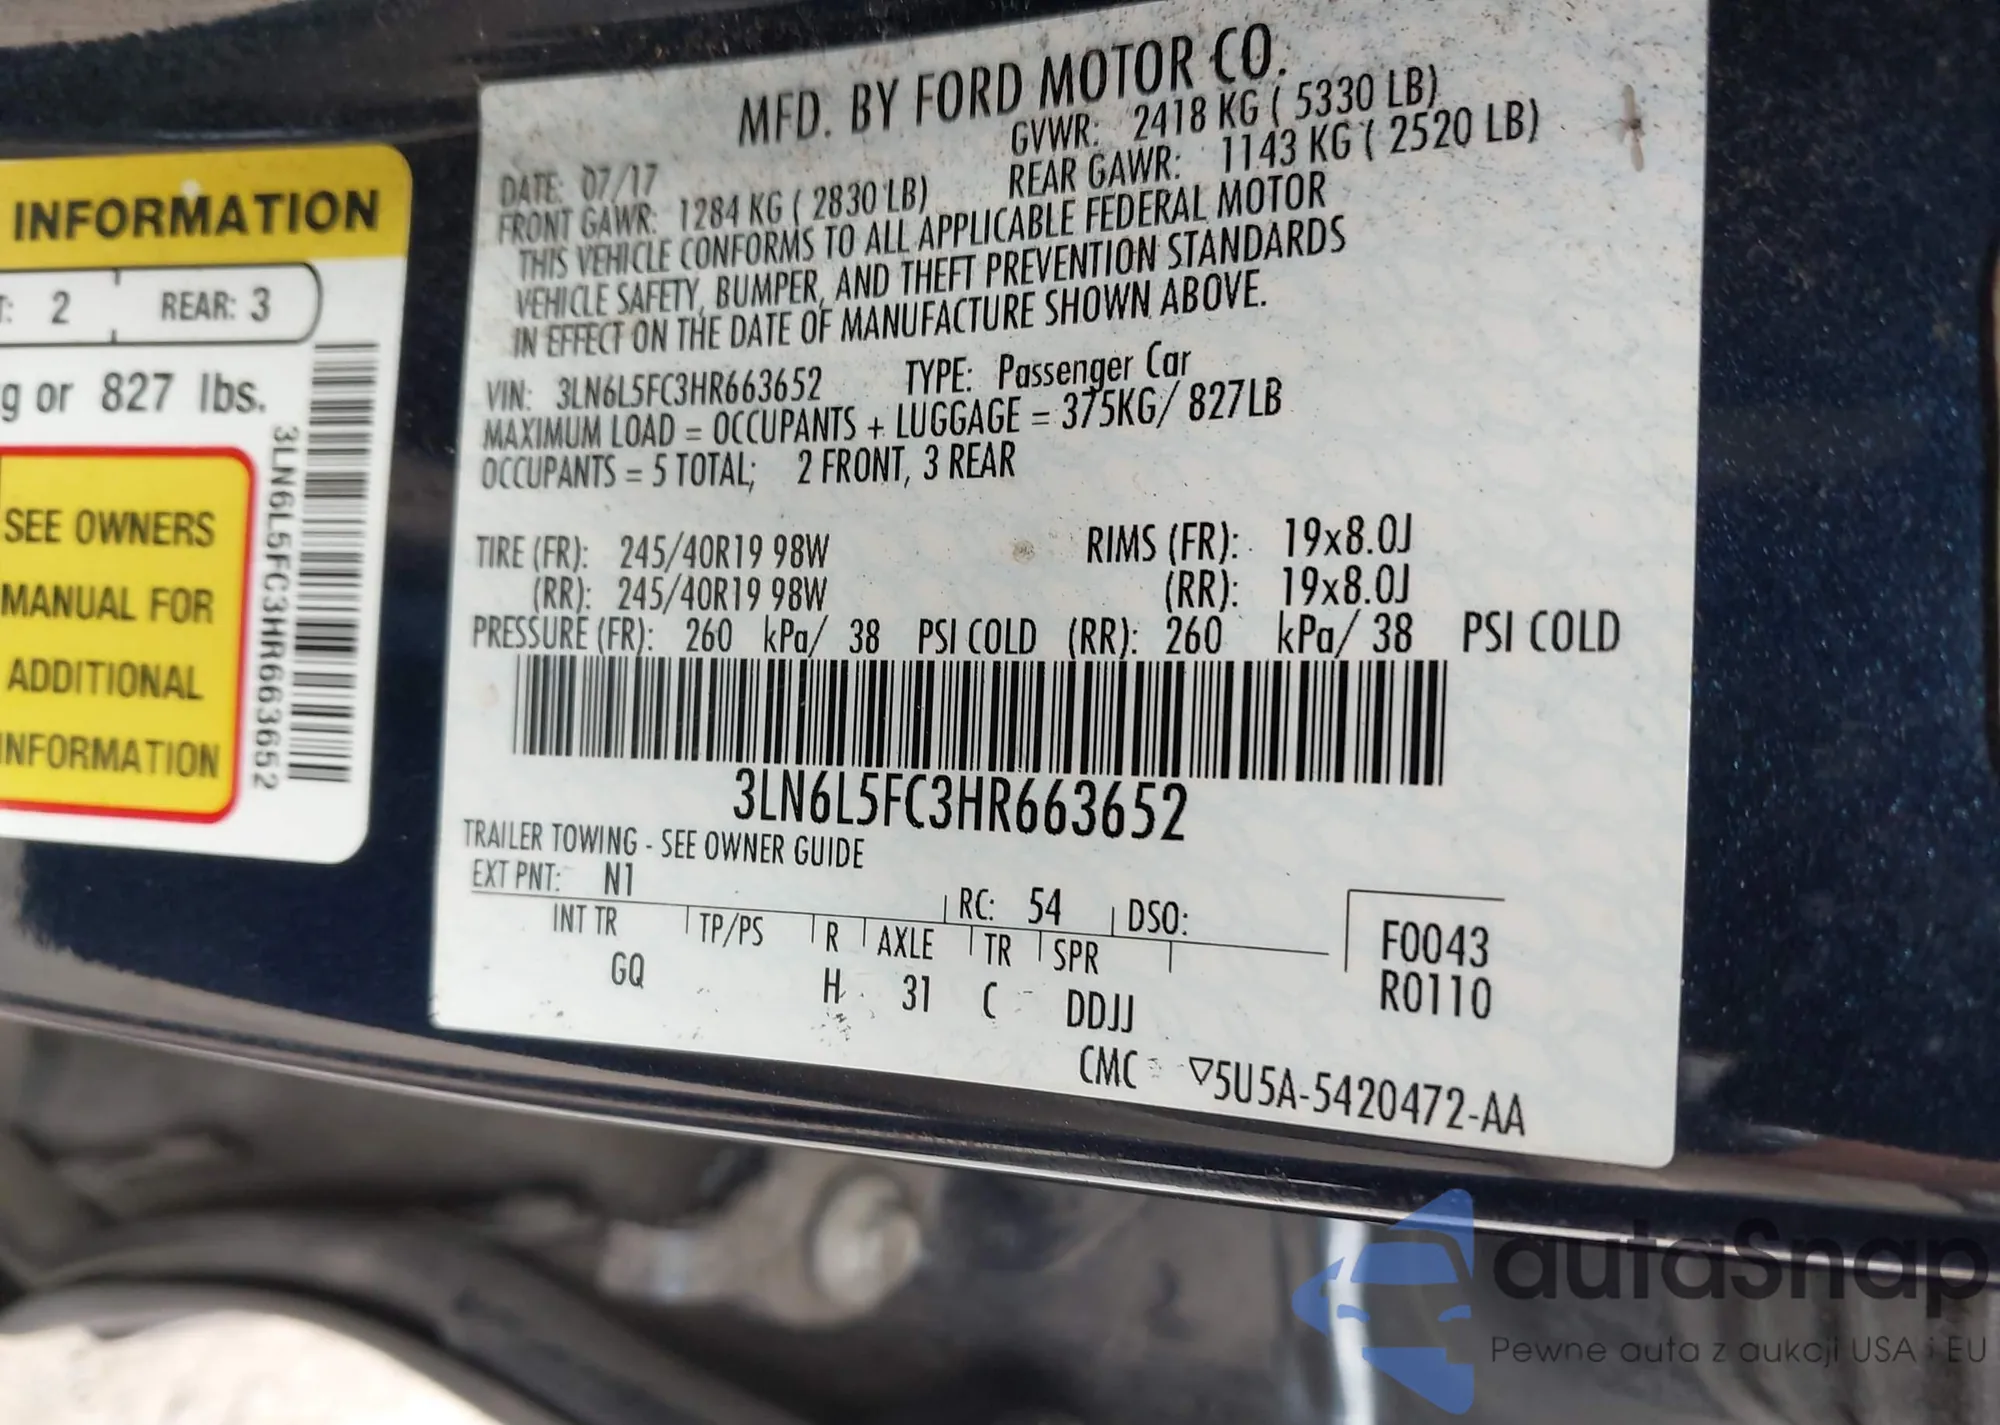 INFORMATION
: 2 REAR: 3
g or 827 lbs.
SEE OWNERS
MANUAL FOR
ADDITIONAL
INFORMATION
3LN6L5FC3HR663652
MFD. BY FORD MOTOR CO.
DATE: 07/17 GVWR: 2418 KG ( 5330 LB)
FRONT GAWR: 1284 KG ( 2830 LB) REAR GAWR: 1143 KG ( 2520 LB)
THIS VEHICLE CONFORMS TO ALL APPLICABLE FEDERAL MOTOR
VEHICLE SAFETY, BUMPER, AND THEFT PREVENTION STANDARDS
IN EFFECT ON THE DATE OF MANUFACTURE SHOWN ABOVE.
VIN: 3LN6L5FC3HR663652 TYPE: Passenger Car
MAXIMUM LOAD = OCCUPANTS + LUGGAGE = 375KG/ 827LB
OCCUPANTS = 5 TOTAL; 2 FRONT, 3 REAR
TIRE (FR): 245/40R19 98W RIMS (FR): 19x8.0J
(RR): 245/40R19 98W (RR): 19x8.0J
PRESSURE (FR): 260 kPa/ 38 PSI COLD (RR): 260 kPa/ 38 PSI COLD
3LN6L5FC3HR663652
TRAILER TOWING - SEE OWNER GUIDE
EXT PNT: N1 RC: 54 DSO:
INT TR TP/PS R AXLE TR SPR F0043
GQ H 31 C DDJJ R0110
CMC ▽5U5A-5420472-AA
autaSnap
Pewne auta z aukcji USA i EU